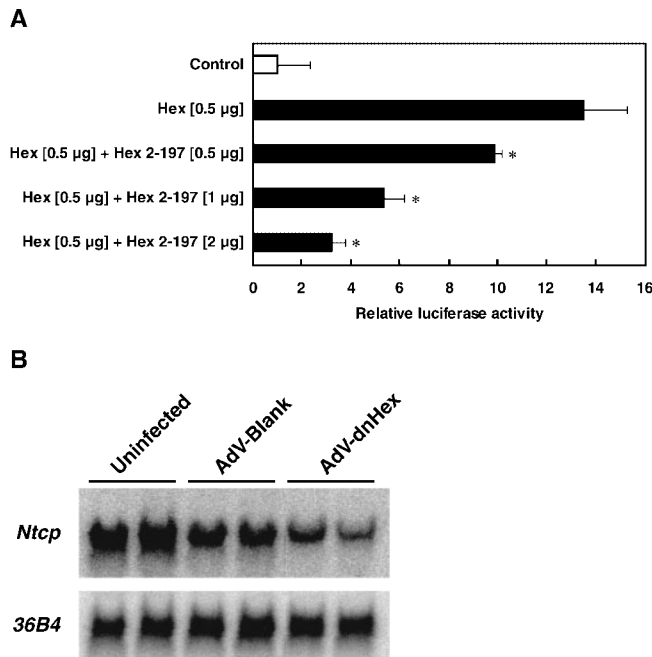 A
Control
Hex [0.5 µg]
Hex [0.5 µg] + Hex 2-197 [0.5 µg]
*
Hex [0.5 µg] + Hex 2-197 [1 µg]
*
Hex [0.5 µg] + Hex 2-197 [2 µg]
*
0 2 4 6 8 10 12 14 16
Relative luciferase activity
B
Uninfected
AdV-Blank
AdV-dnHex
Ntcp
36B4